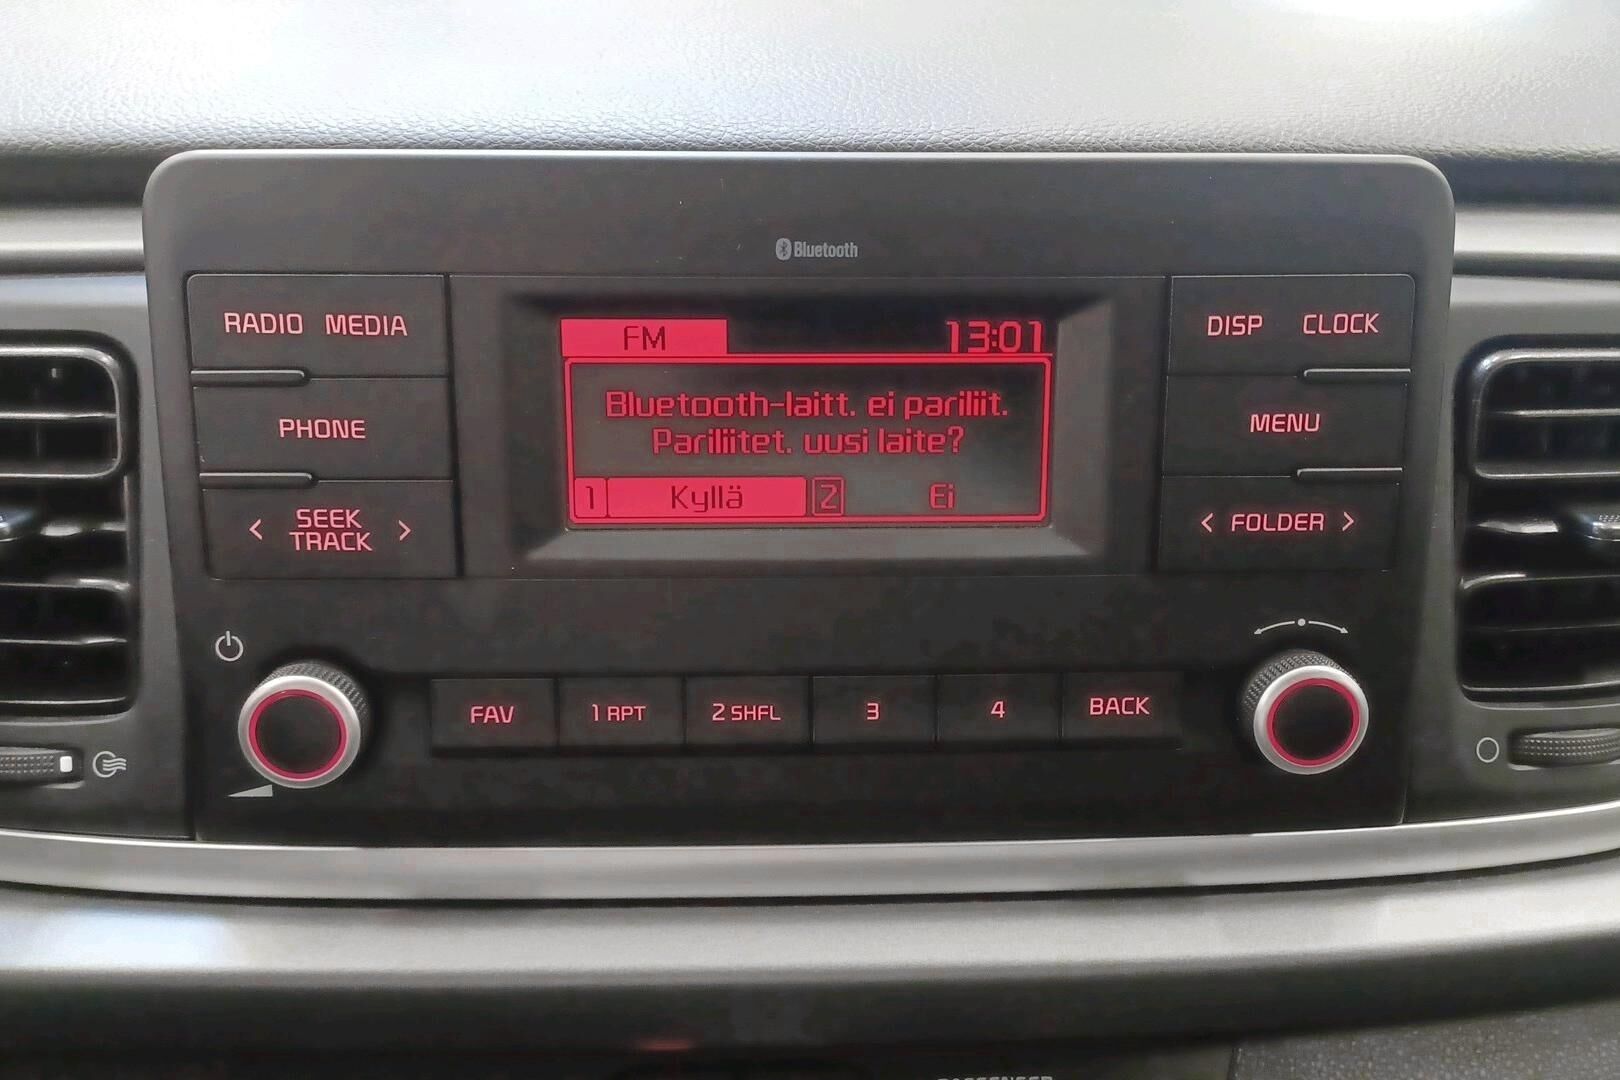 Bluetooth
RADIO MEDIA
FM 13:01
DISP CLOCK
Bluetooth-laitt. ei pariliit.
Pariliitet. uusi laite?
PHONE
MENU
1 Kyllä 2 Ei
< SEEK >
TRACK
< FOLDER >
FAV 1 RPT 2 SHFL 3 4 BACK
PASSENGER